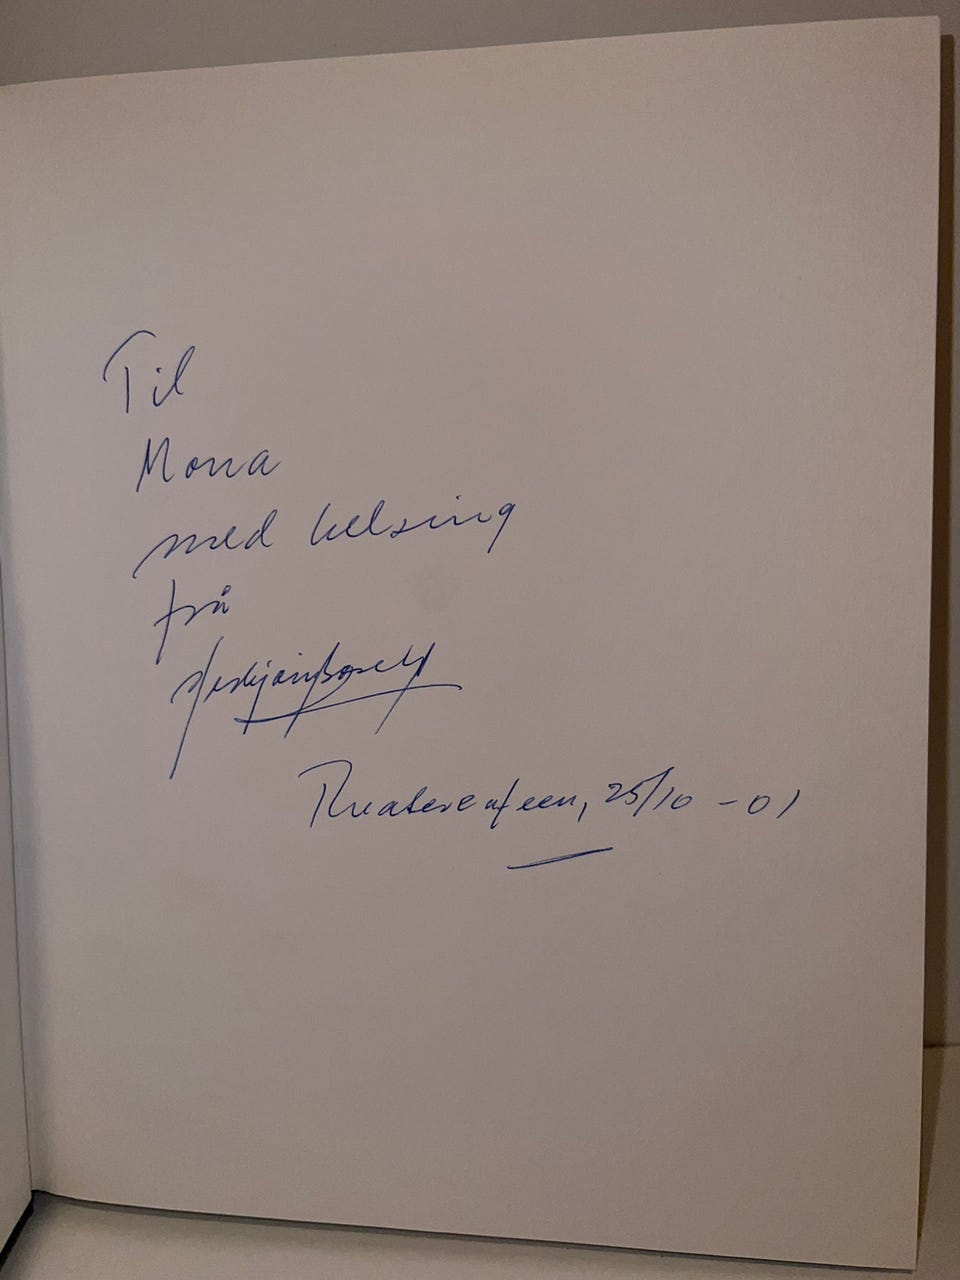 Til
Mona
med helsing
frå
Theatercafeen, 25/10 - 01